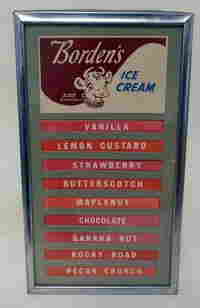 Borden's
ICE
CREAM
VANILLA
LEMON CUSTARD
STRAWBERRY
BUTTERSCOTCH
MAPLENUT
CHOCOLATE
BANANA NUT
ROCKY ROAD
PECAN CRUNCH